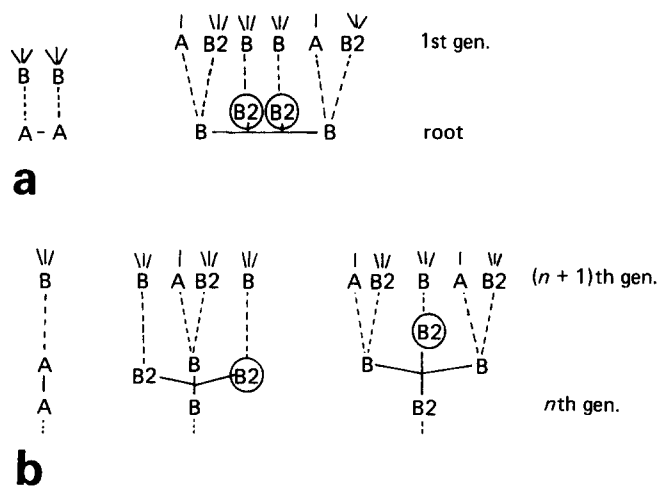 A B2 B B A B2 1st gen.
B B
B2 B2
A - A B B root
a
B B A B2 B A B2 B A B2 (n + 1)th gen.
B2
A B B B
B2 B2
A B B2 nth gen.
b